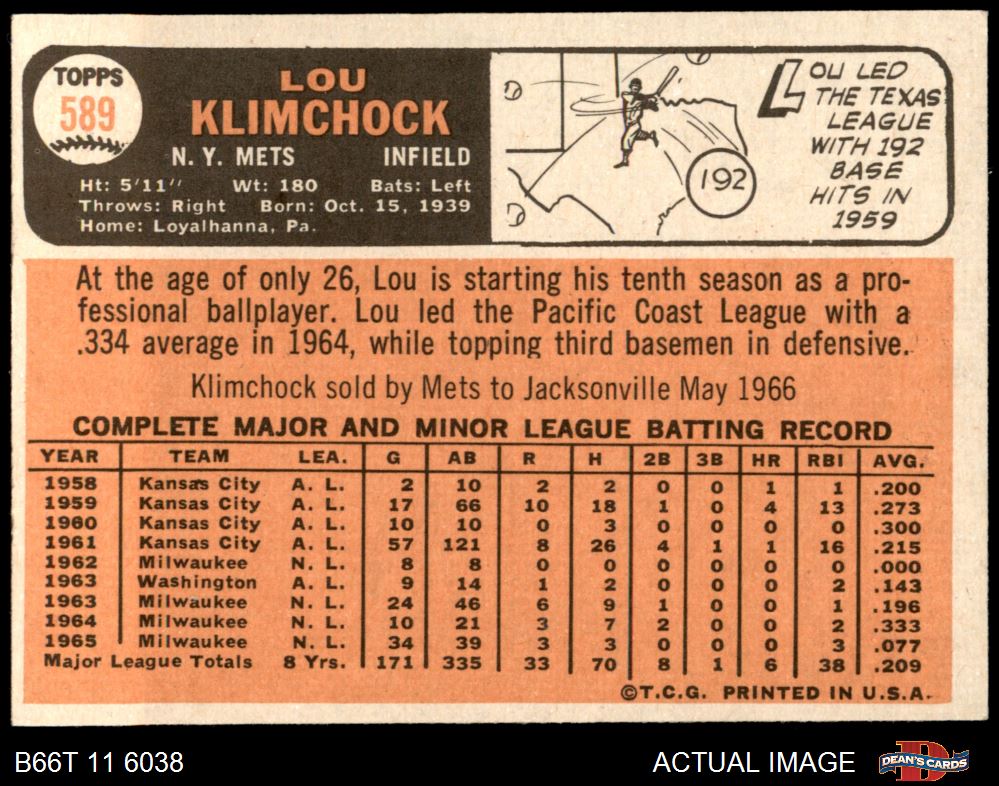 TOPPS
589
LOU
KLIMCHOCK
N. Y. METS INFIELD
Ht: 5'11" Wt: 180 Bats: Left
Throws: Right Born: Oct. 15, 1939
Home: Loyalhanna, Pa.
192
LOU LED
THE TEXAS
LEAGUE
WITH 192
BASE
HITS IN
1959
At the age of only 26, Lou is starting his tenth season as a pro-
fessional ballplayer. Lou led the Pacific Coast League with a
.334 average in 1964, while topping third basemen in defensive.
Klimchock sold by Mets to Jacksonville May 1966
COMPLETE MAJOR AND MINOR LEAGUE BATTING RECORD
YEAR TEAM LEA. G AB R H 2B 3B HR RBI AVG.
1958 Kansas City A. L. 2 10 2 2 0 0 1 1 .200
1959 Kansas City A. L. 17 66 10 18 1 0 4 13 .273
1960 Kansas City A. L. 10 10 0 3 0 0 0 0 .300
1961 Kansas City A. L. 57 121 8 26 4 1 1 16 .215
1962 Milwaukee N. L. 8 8 0 0 0 0 0 0 .000
1963 Washington A. L. 9 14 1 2 0 0 0 2 .143
1963 Milwaukee N. L. 24 46 6 9 1 0 0 1 .196
1964 Milwaukee N. L. 10 21 3 7 2 0 0 2 .333
1965 Milwaukee N. L. 34 39 3 3 0 0 0 3 .077
Major League Totals 8 Yrs. 171 335 33 70 8 1 6 38 .209
©T.C.G. PRINTED IN U.S.A.
B66T 11 6038 ACTUAL IMAGE
DEAN'S CARDS